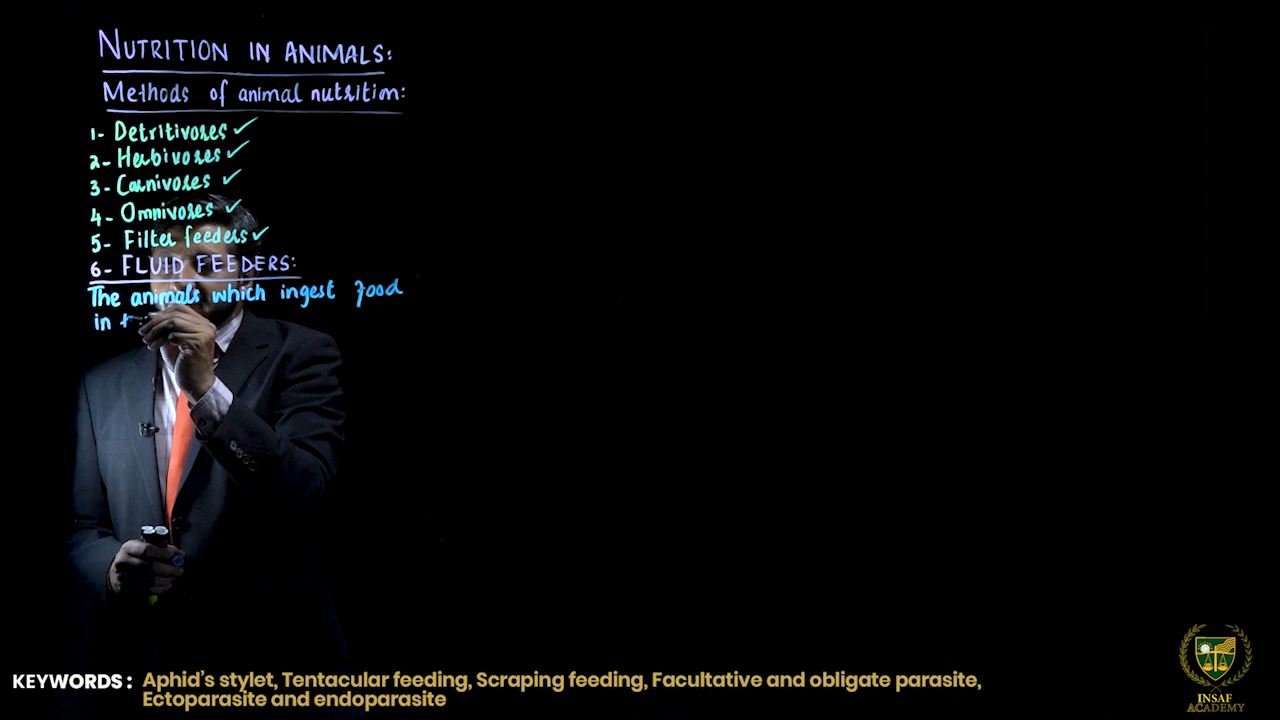 NUTRITION IN ANIMALS:
Methods of animal nutrition:
1- Detritivores ✓
2- Herbivores ✓
3- Carnivores ✓
4- Omnivores ✓
5- Filter feeders ✓
6- FLUID FEEDERS:
The animals which ingest food
in
KEYWORDS: Aphid's stylet, Tentacular feeding, Scraping feeding, Facultative and obligate parasite,
Ectoparasite and endoparasite
INSAF
ACADEMY